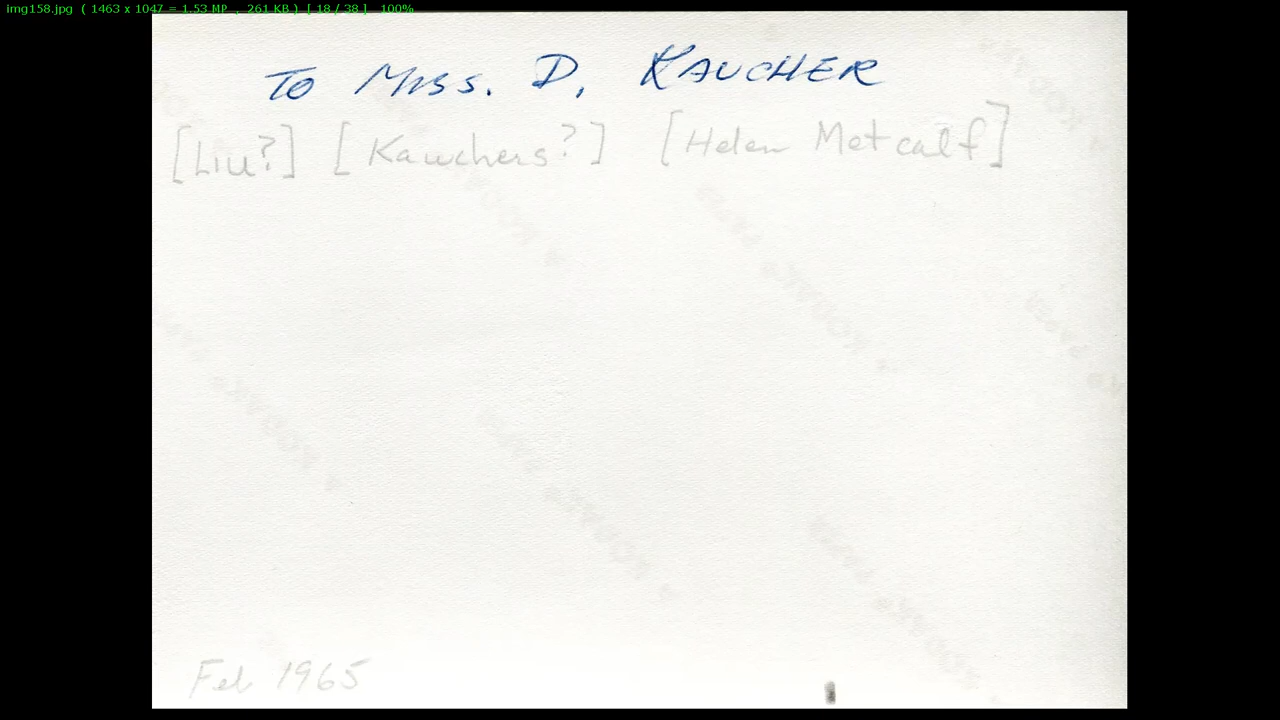 img158.jpg ( 1463 x 1047 = 1.53 MP , 261 KB ) [ 18 / 38 ] 100%
TO MISS. D. KAUCHER
[Liu?] [Kauchers?] [Helen Metcalf]
Feb 1965